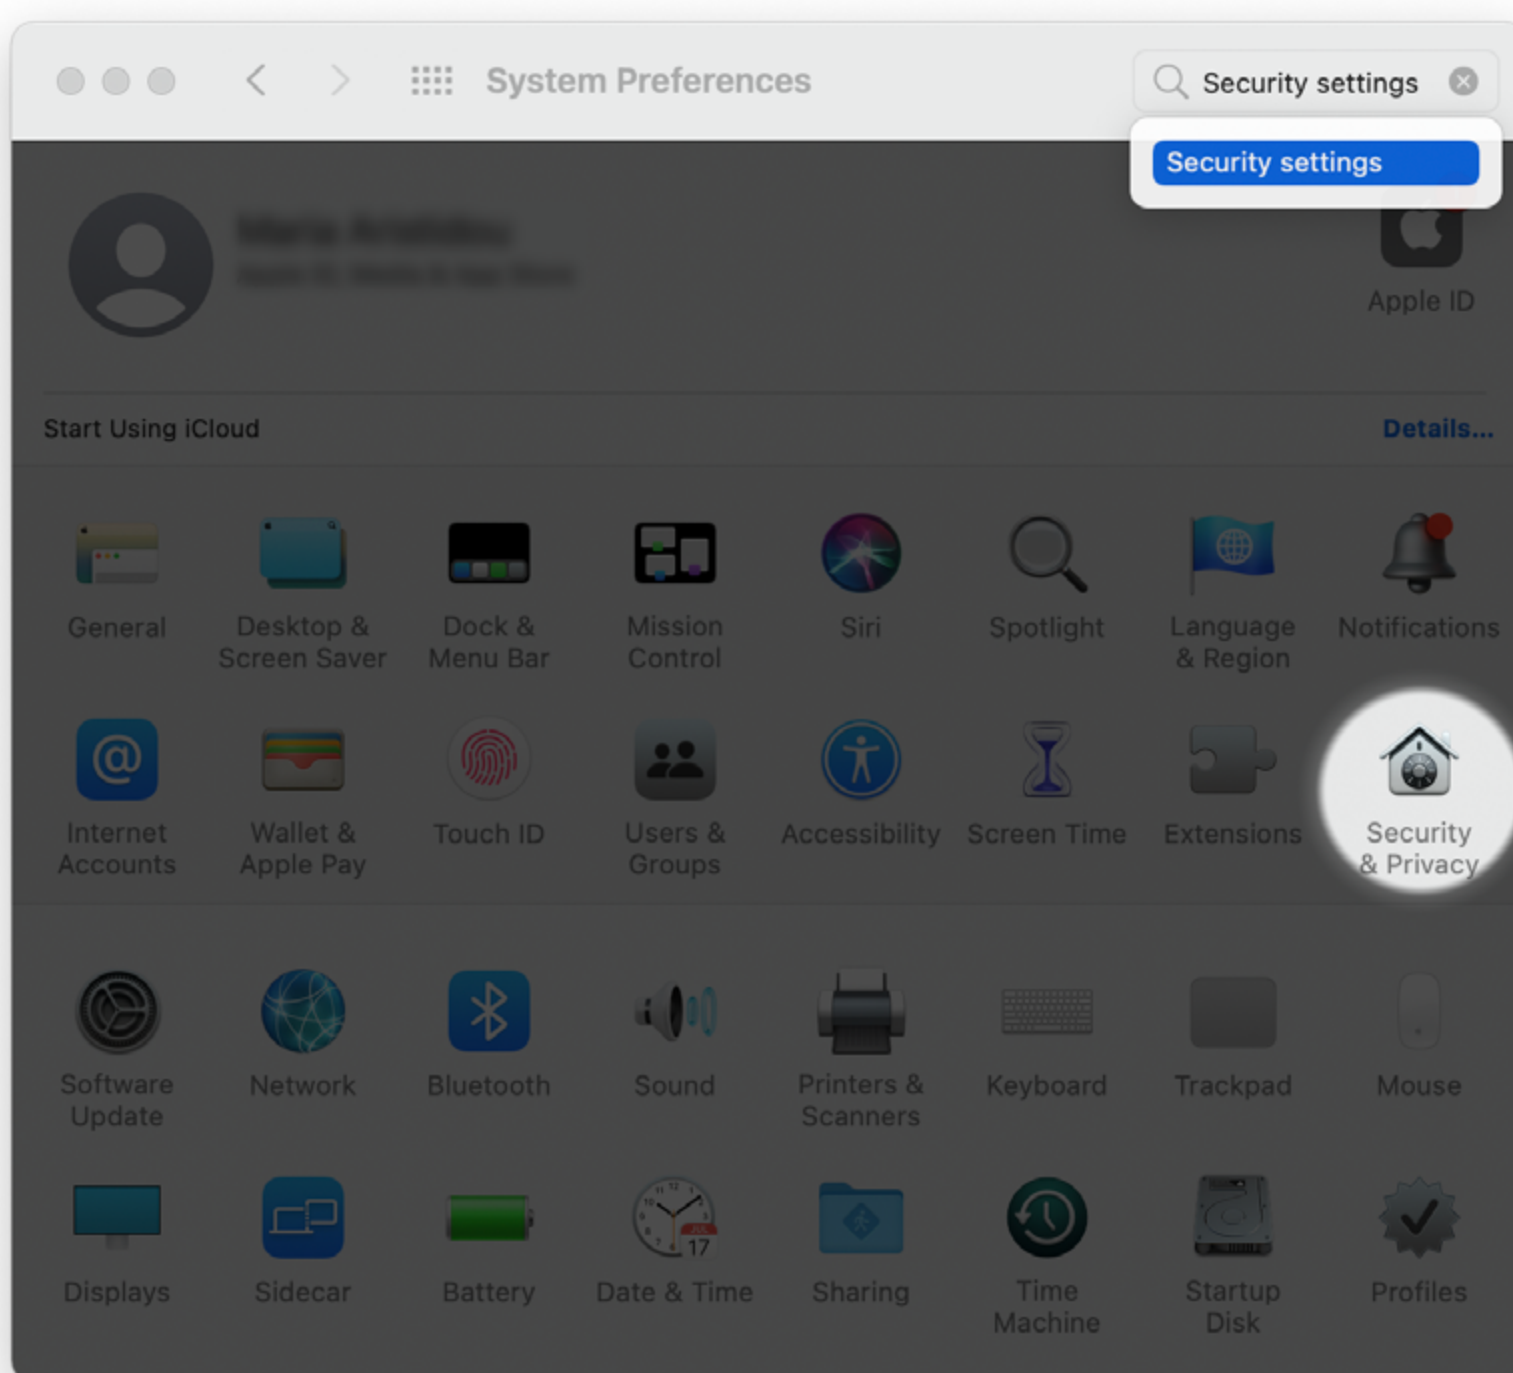 System Preferences
Security settings
Security settings
Apple ID
Start Using iCloud
Details...
General
Desktop &
Screen Saver
Dock &
Menu Bar
Mission
Control
Siri
Spotlight
Language
& Region
Notifications
Internet
Accounts
Wallet &
Apple Pay
Touch ID
Users &
Groups
Accessibility
Screen Time
Extensions
Security
& Privacy
Software
Update
Network
Bluetooth
Sound
Printers &
Scanners
Keyboard
Trackpad
Mouse
Displays
Sidecar
Battery
JUL
17
Date & Time
Sharing
Time
Machine
Startup
Disk
Profiles